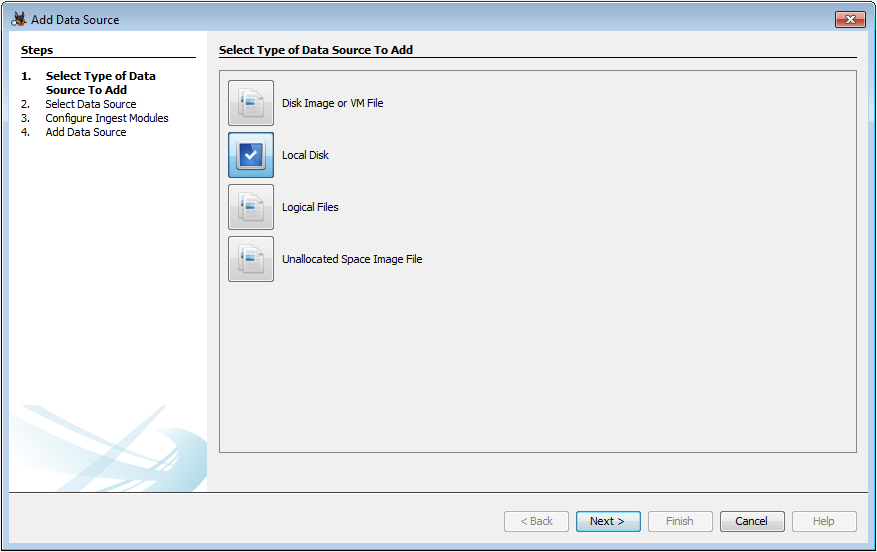 Add Data Source
Steps
1. Select Type of Data
Source To Add
2. Select Data Source
3. Configure Ingest Modules
4. Add Data Source
Select Type of Data Source To Add
Disk Image or VM File
Local Disk
Logical Files
Unallocated Space Image File
< Back
Next >
Finish
Cancel
Help